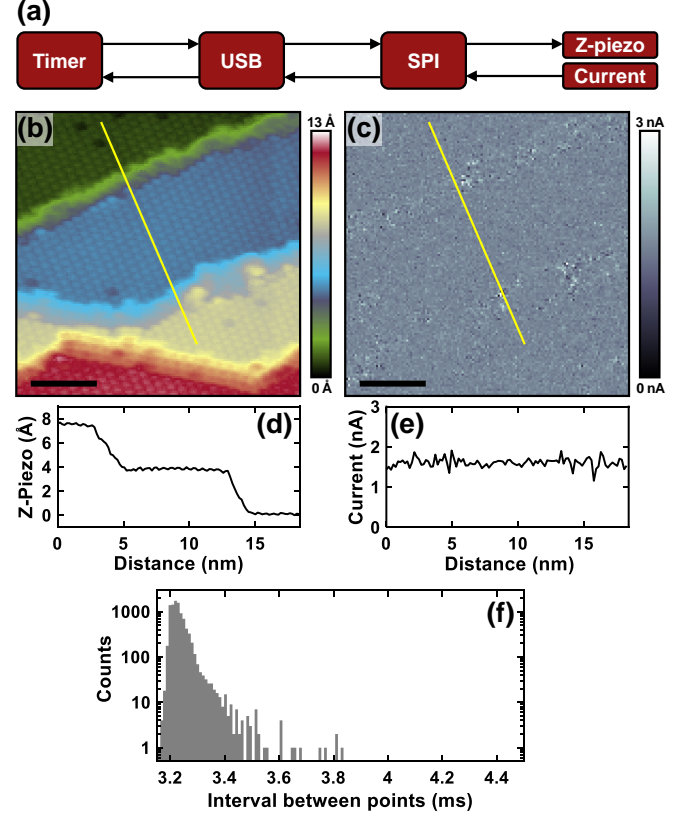 (a)
Timer
USB
SPI
Z-piezo
Current
(b)
13 Å
0 Å
(c)
3 nA
0 nA
(d)
Z-Piezo (Å)
8
6
4
2
0
0 5 10 15
Distance (nm)
(e)
Current (nA)
3
2
1
0
0 5 10 15
Distance (nm)
(f)
Counts
1000
100
10
1
3.2 3.4 3.6 3.8 4 4.2 4.4
Interval between points (ms)